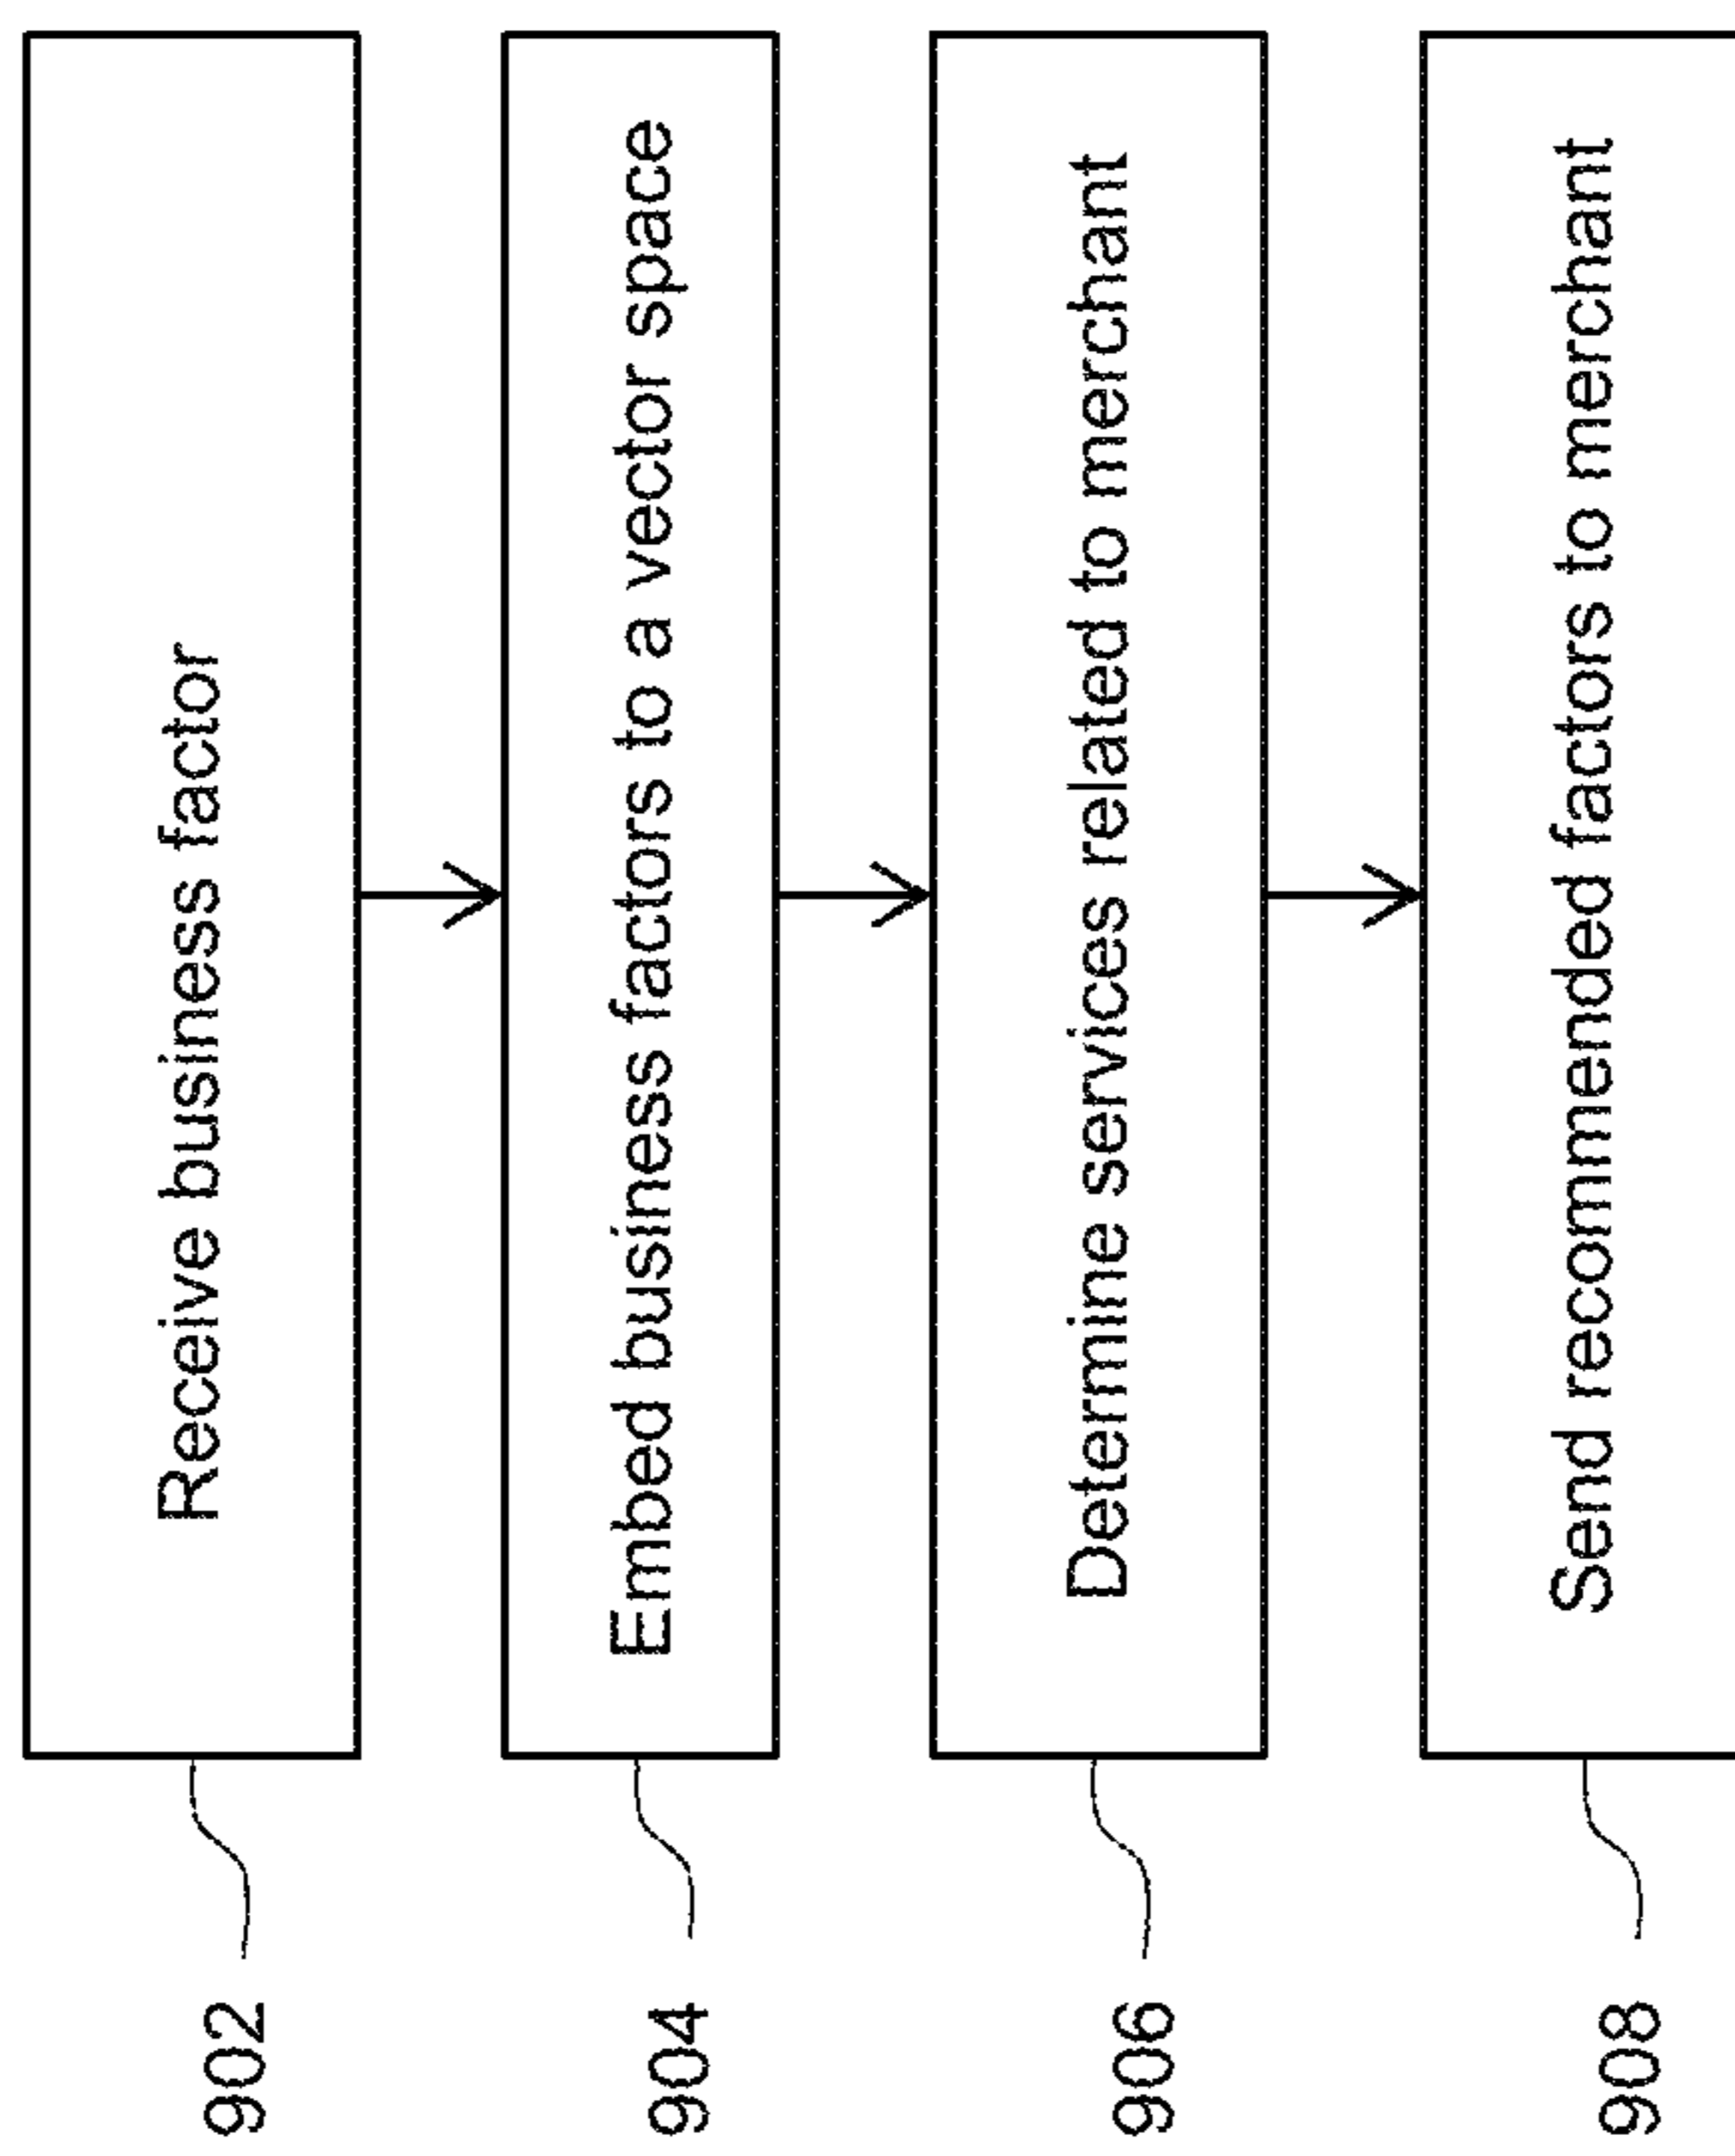 902
Receive business factor
904
Embed business factors to a vector space
906
Determine services related to merchant
908
Send recommended factors to merchant